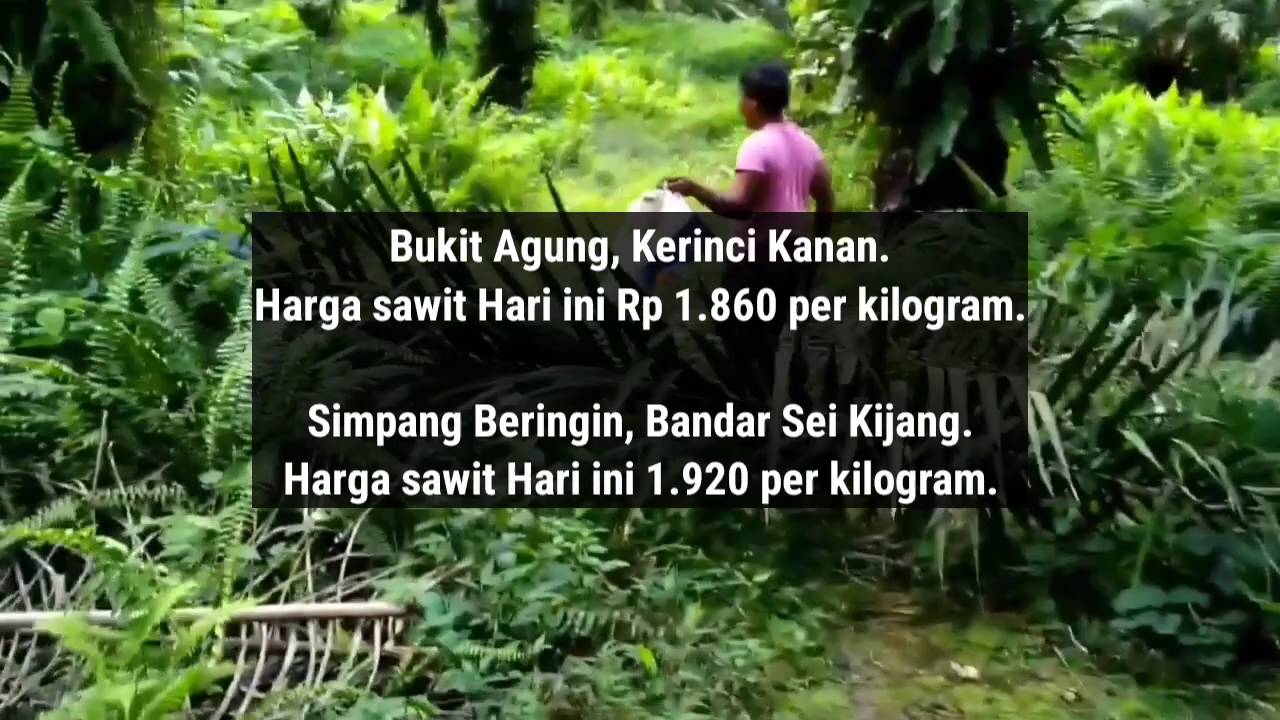 Bukit Agung, Kerinci Kanan.
Harga sawit Hari ini Rp 1.860 per kilogram.
Simpang Beringin, Bandar Sei Kijang.
Harga sawit Hari ini 1.920 per kilogram.